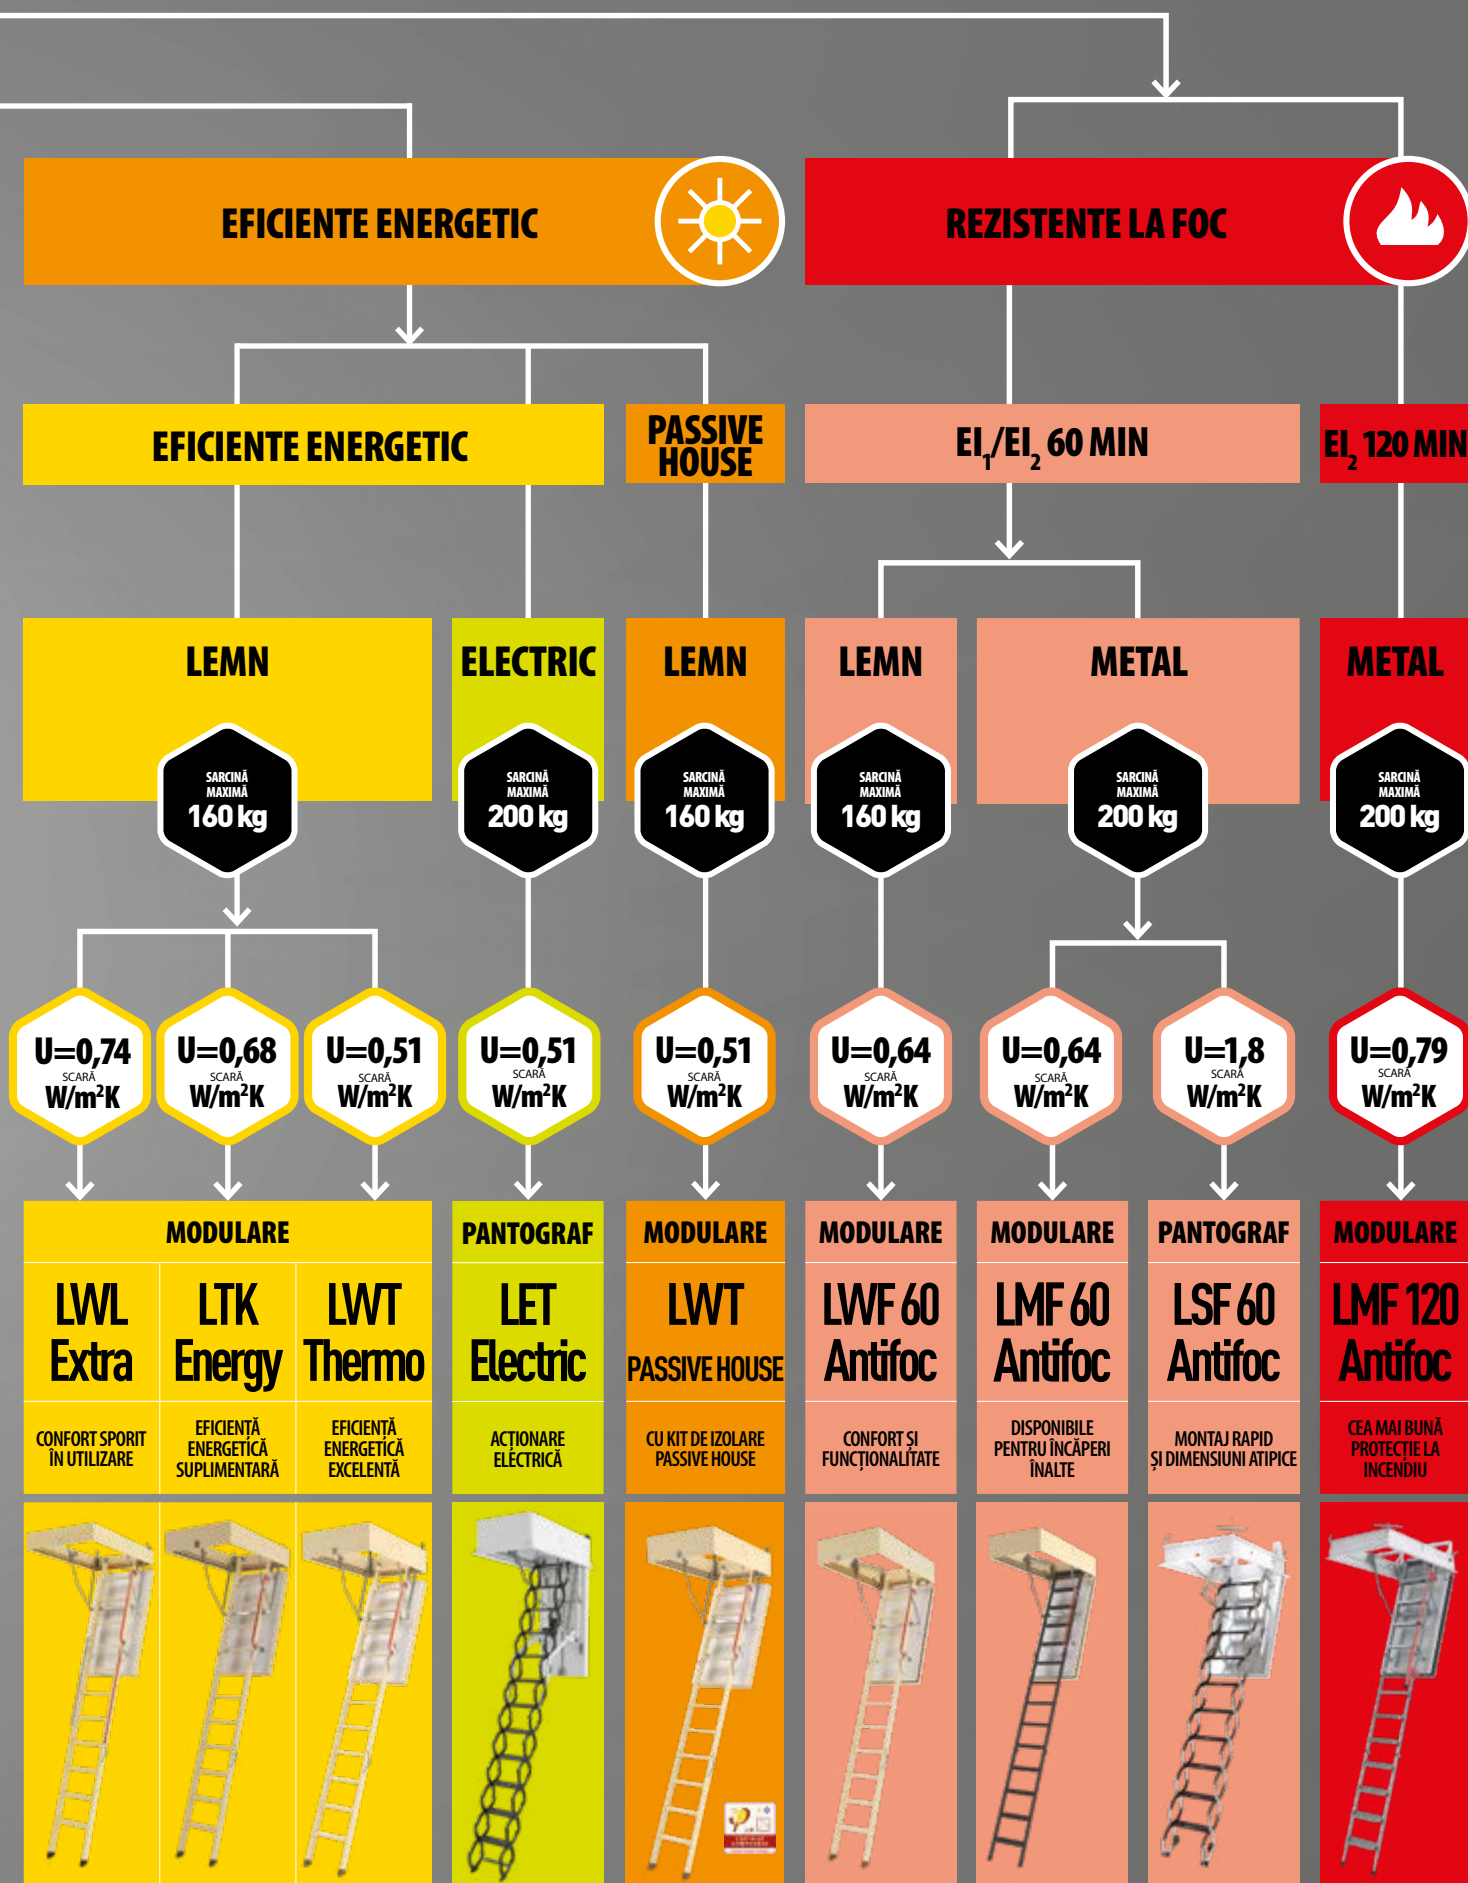 EFICIENTE ENERGETIC
REZISTENTE LA FOC
EFICIENTE ENERGETIC
PASSIVE
HOUSE
EI₁/EI₂ 60 MIN
EI₂ 120 MIN
LEMN
ELECTRIC
LEMN
LEMN
METAL
METAL
SARCINĂ
MAXIMĂ
160 kg
SARCINĂ
MAXIMĂ
200 kg
SARCINĂ
MAXIMĂ
160 kg
SARCINĂ
MAXIMĂ
160 kg
SARCINĂ
MAXIMĂ
200 kg
SARCINĂ
MAXIMĂ
200 kg
U=0,74
SCARĂ
W/m²K
U=0,68
SCARĂ
W/m²K
U=0,51
SCARĂ
W/m²K
U=0,51
SCARĂ
W/m²K
U=0,51
SCARĂ
W/m²K
U=0,64
SCARĂ
W/m²K
U=0,64
SCARĂ
W/m²K
U=1,8
SCARĂ
W/m²K
U=0,79
SCARĂ
W/m²K
MODULARE
PANTOGRAF
MODULARE
MODULARE
MODULARE
PANTOGRAF
MODULARE
LWL
Extra
LTK
Energy
LWT
Thermo
LET
Electric
LWT
PASSIVE HOUSE
LWF 60
Antifoc
LMF 60
Antifoc
LSF 60
Antifoc
LMF 120
Antifoc
CONFORT SPORIT
ÎN UTILIZARE
EFICIENȚĂ
ENERGETICĂ
SUPLIMENTARĂ
EFICIENȚĂ
ENERGETICĂ
EXCELENTĂ
ACȚIONARE
ELECTRICĂ
CU KIT DE IZOLARE
PASSIVE HOUSE
CONFORT ȘI
FUNCȚIONALITATE
DISPONIBILE
PENTRU ÎNCĂPERI
ÎNALTE
MONTAJ RAPID
ȘI DIMENSIUNI ATIPICE
CEA MAI BUNĂ
PROTECȚIE LA
INCENDIU